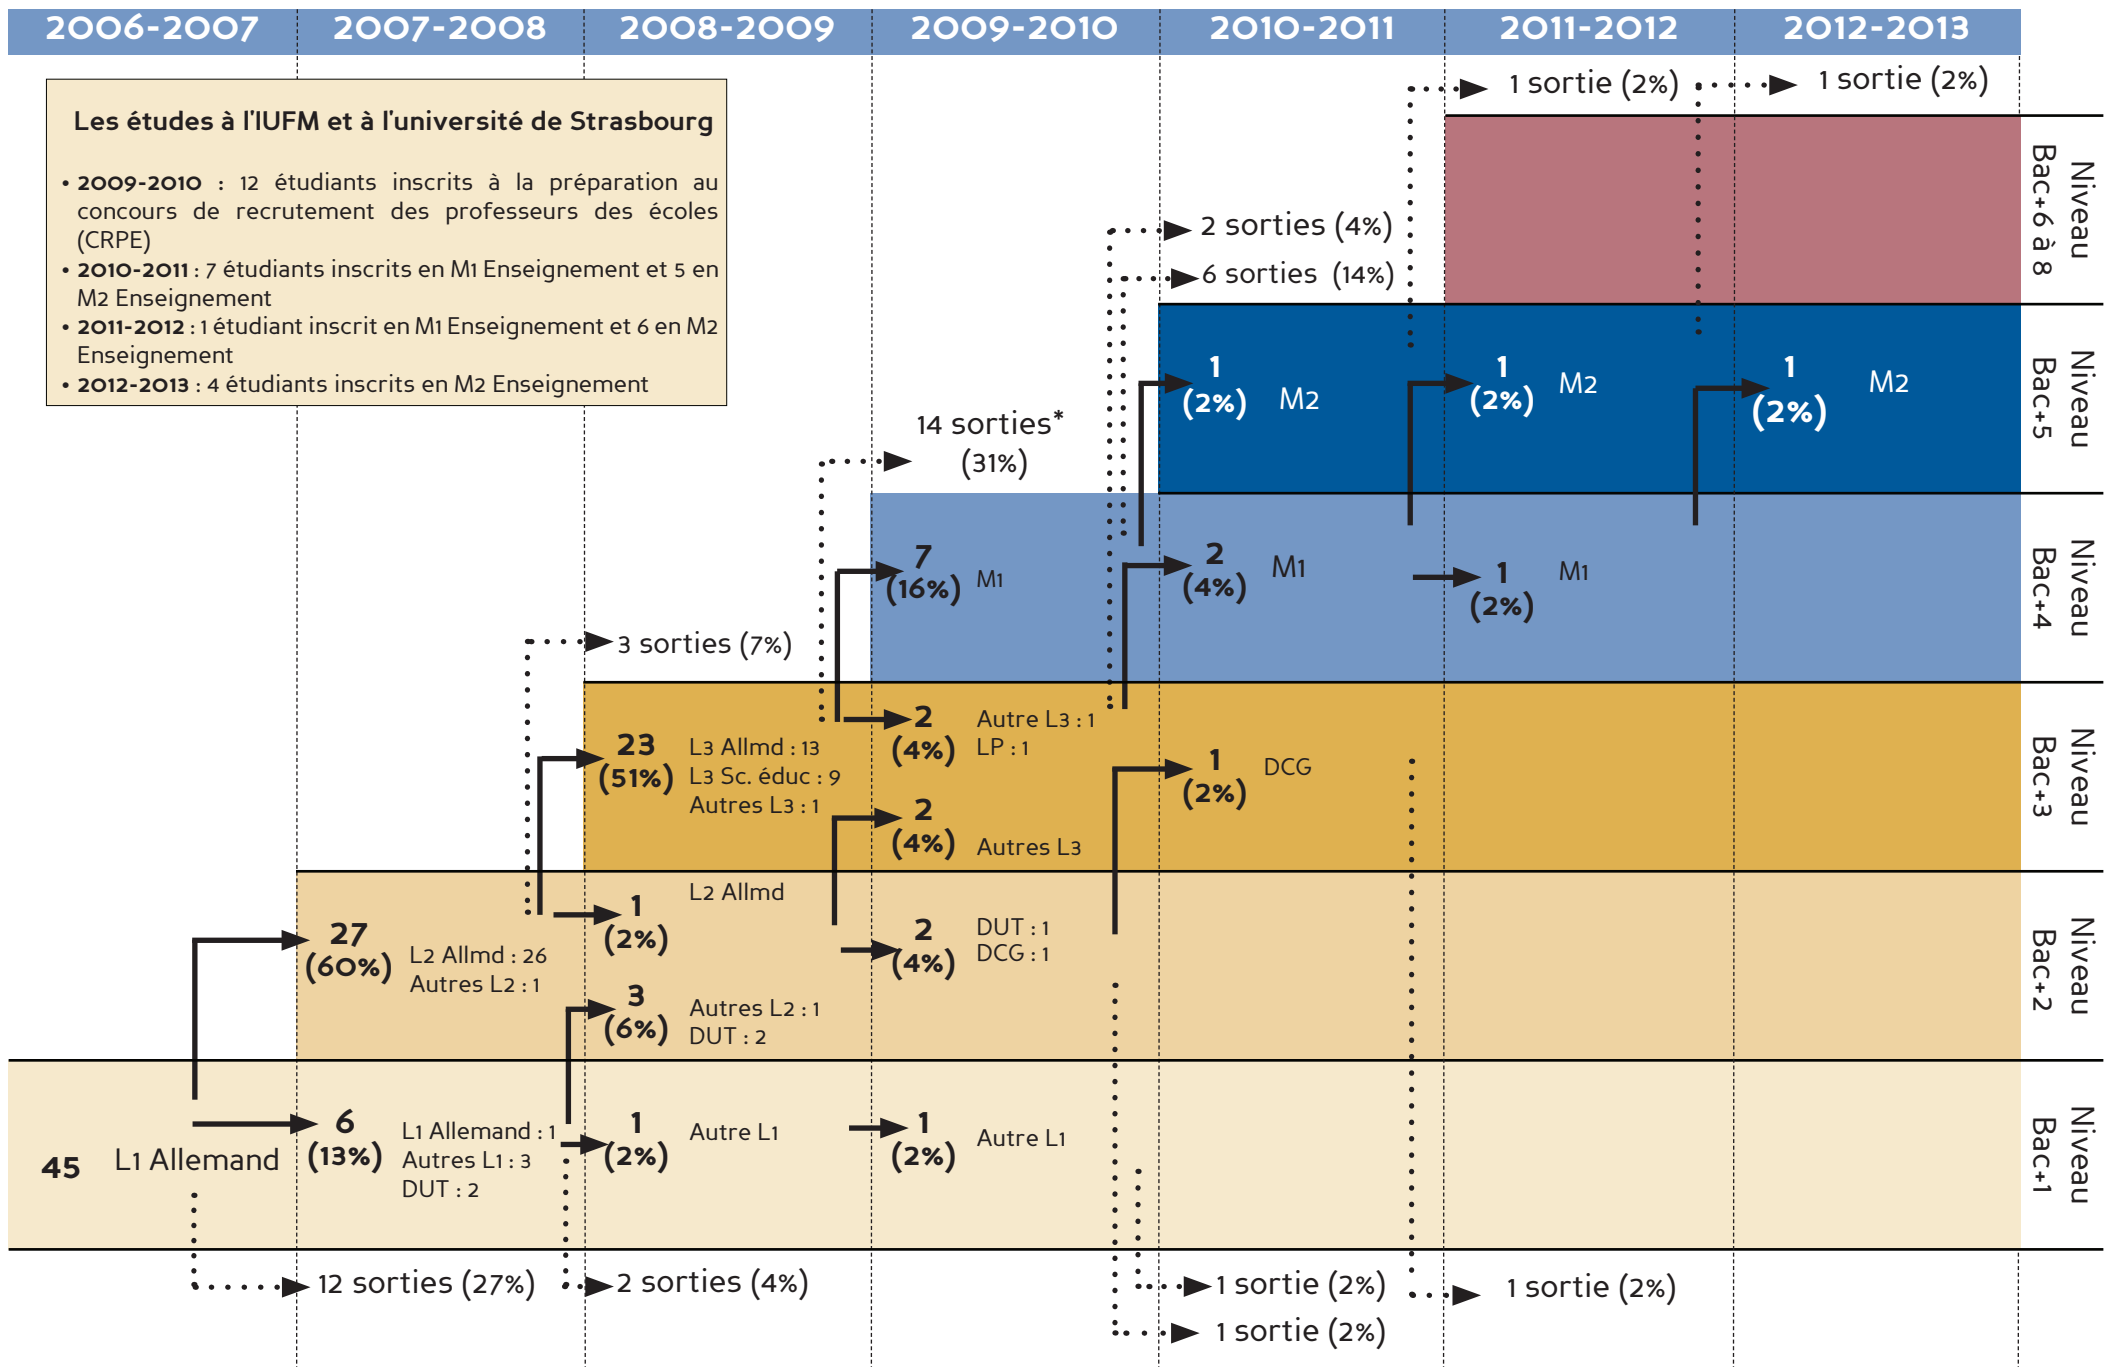 2006-2007
2007-2008
2008-2009
2009-2010
2010-2011
2011-2012
2012-2013
Les études à l'IUFM et à l'université de Strasbourg
• 2009-2010 : 12 étudiants inscrits à la préparation au
concours de recrutement des professeurs des écoles
(CRPE)
• 2010-2011 : 7 étudiants inscrits en M1 Enseignement et 5 en
M2 Enseignement
• 2011-2012 : 1 étudiant inscrit en M1 Enseignement et 6 en M2
Enseignement
• 2012-2013 : 4 étudiants inscrits en M2 Enseignement
1 sortie (2%)
1 sortie (2%)
Niveau
Bac+6 à 8
2 sorties (4%)
6 sorties (14%)
1
(2%)
M2
1
(2%)
M2
1
(2%)
M2
Niveau
Bac+5
14 sorties*
(31%)
7
(16%)
M1
2
(4%)
M1
1
(2%)
M1
Niveau
Bac+4
3 sorties (7%)
23
(51%)
L3 Allmd : 13
L3 Sc. éduc : 9
Autres L3 : 1
2
(4%)
Autre L3 : 1
LP : 1
2
(4%)
Autres L3
1
(2%)
DCG
Niveau
Bac+3
27
(60%)
L2 Allmd : 26
Autres L2 : 1
1
(2%)
L2 Allmd
3
(6%)
Autres L2 : 1
DUT : 2
2
(4%)
DUT : 1
DCG : 1
Niveau
Bac+2
45
L1 Allemand
6
(13%)
L1 Allemand : 1
Autres L1 : 3
DUT : 2
1
(2%)
Autre L1
1
(2%)
Autre L1
Niveau
Bac+1
12 sorties (27%)
2 sorties (4%)
1 sortie (2%)
1 sortie (2%)
1 sortie (2%)